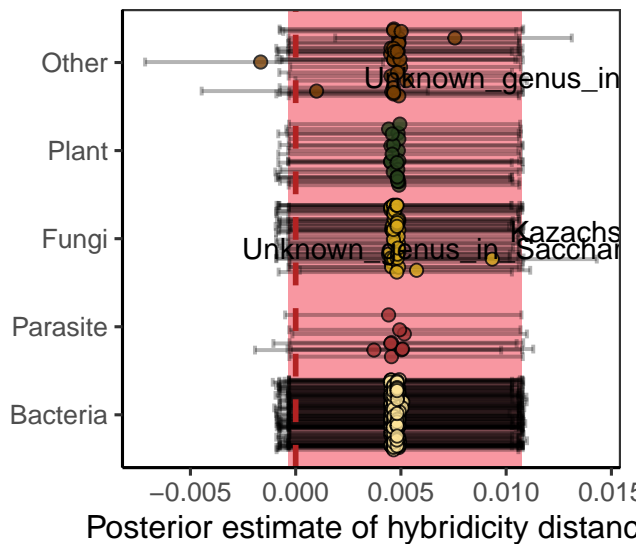 Other
Unknown_genus_in
Plant
Kazachs
Fungi
Unknown_genus_in_Sacchar
Parasite
Bacteria
−0.005 0.000 0.005 0.010 0.015
Posterior estimate of hybridicity distanc